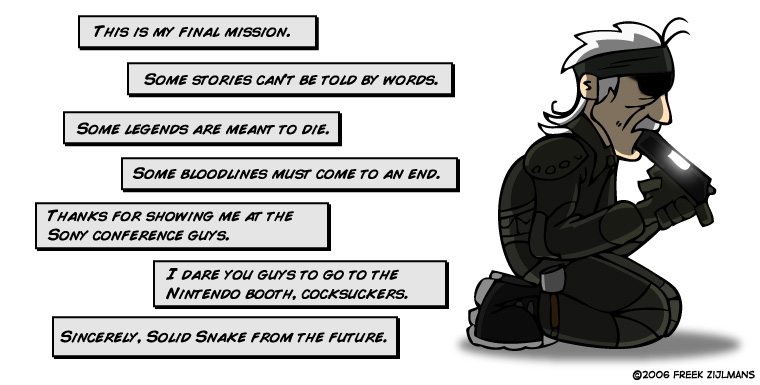 This is my final mission.
Some stories can't be told by words.
Some legends are meant to die.
Some bloodlines must come to an end.
Thanks for showing me at the
Sony conference guys.
I dare you guys to go to the
Nintendo booth, cocksuckers.
Sincerely, Solid Snake from the future.
©2006 Freek Zijlmans